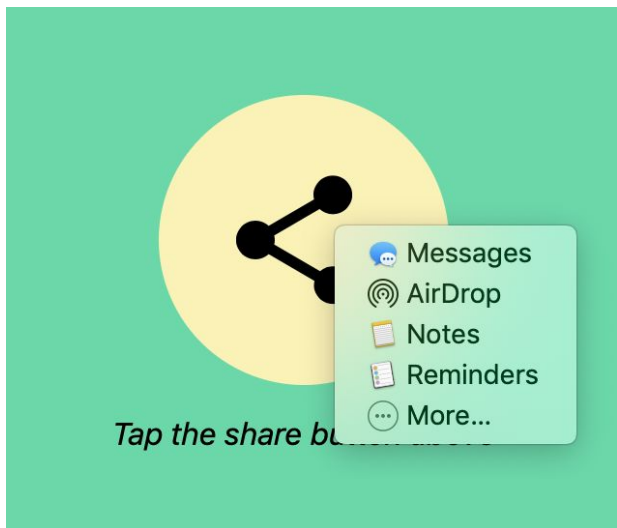 Messages
AirDrop
Notes
Reminders
More...
Tap the share